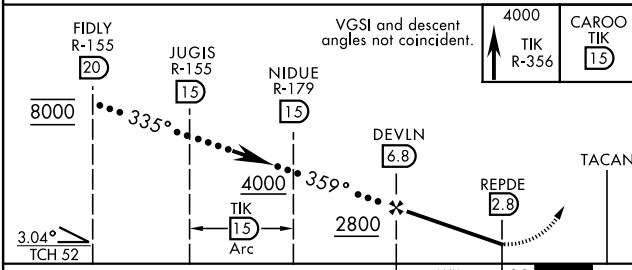 FIDLY
R-155
20
JUGIS
R-155
15
NIDUE
R-179
15
VGSI and descent
angles not coincident.
4000
TIK
R-356
CAROO
TIK
15
8000
335°
DEVLN
6.8
4000
359°
REPDE
2.8
TACAN
TIK
15
Arc
2800
3.04°
TCH 52